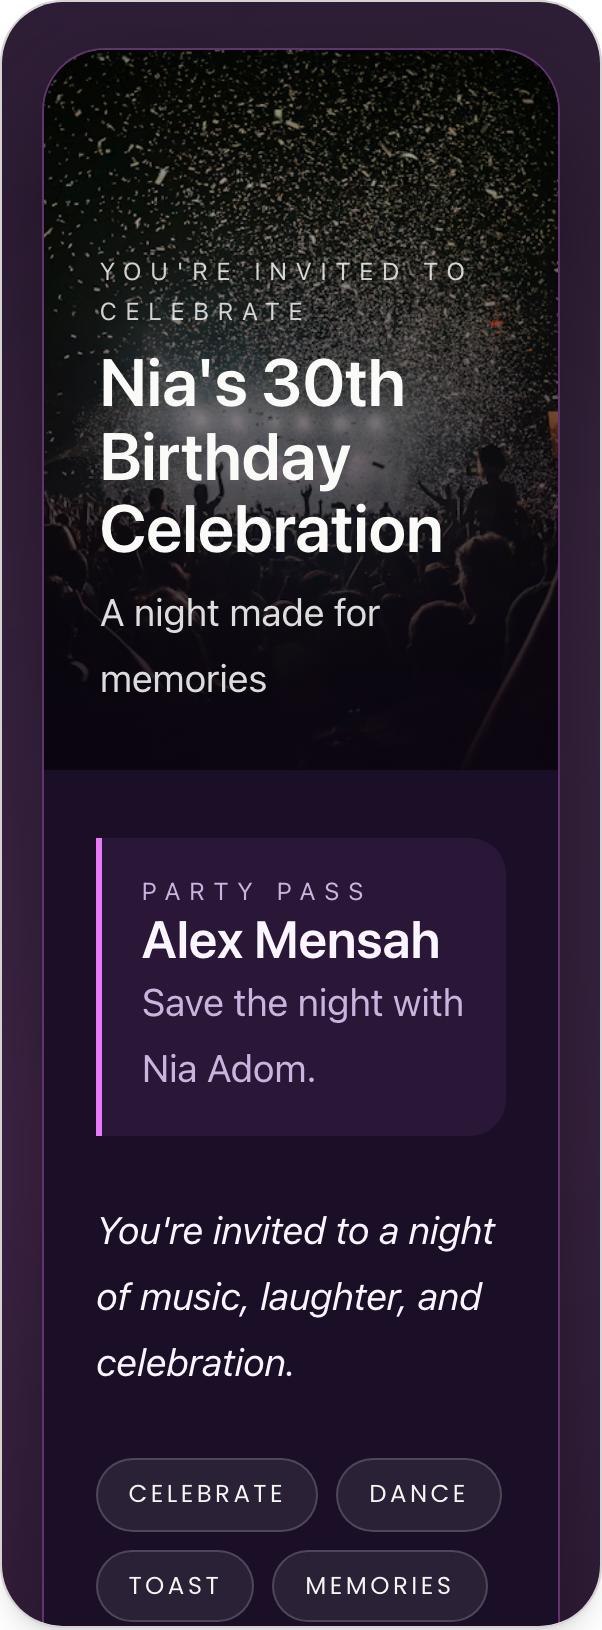 YOU'RE INVITED TO
CELEBRATE
Nia's 30th
Birthday
Celebration
A night made for
memories
PARTY PASS
Alex Mensah
Save the night with
Nia Adom.
You're invited to a night
of music, laughter, and
celebration.
CELEBRATE
DANCE
TOAST
MEMORIES